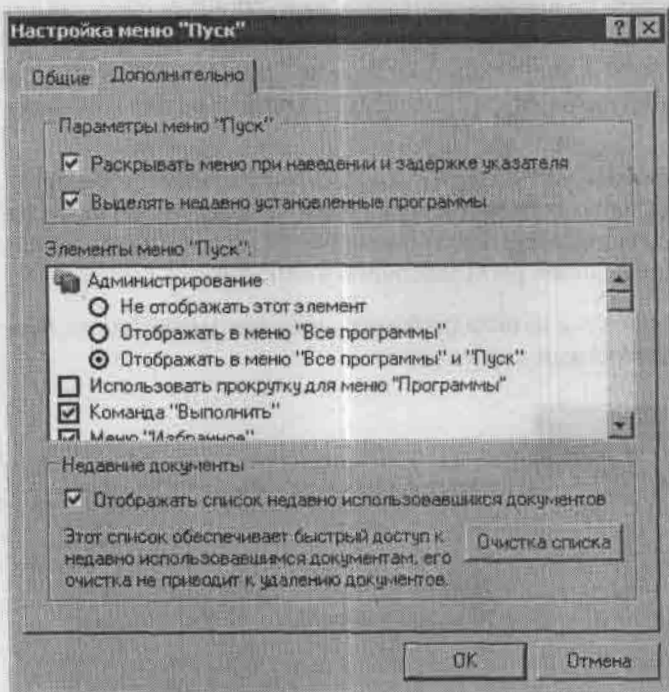 Настройка меню "Пуск"
Общие
Дополнительно
Параметры меню "Пуск"
Раскрывать меню при наведении и задержке указателя
Выделять недавно установленные программы
Элементы меню "Пуск":
Администрирование
Не отображать этот элемент
Отображать в меню "Все программы"
Отображать в меню "Все программы" и "Пуск"
Использовать прокрутку для меню "Программы"
Команда "Выполнить"
Меню "Избранное"
Недавние документы
Отображать список недавно использовавшихся документов
Этот список обеспечивает быстрый доступ к
недавно использовавшимся документам, его
очистка не приводит к удалению документов.
Очистка списка
ОК
Отмена